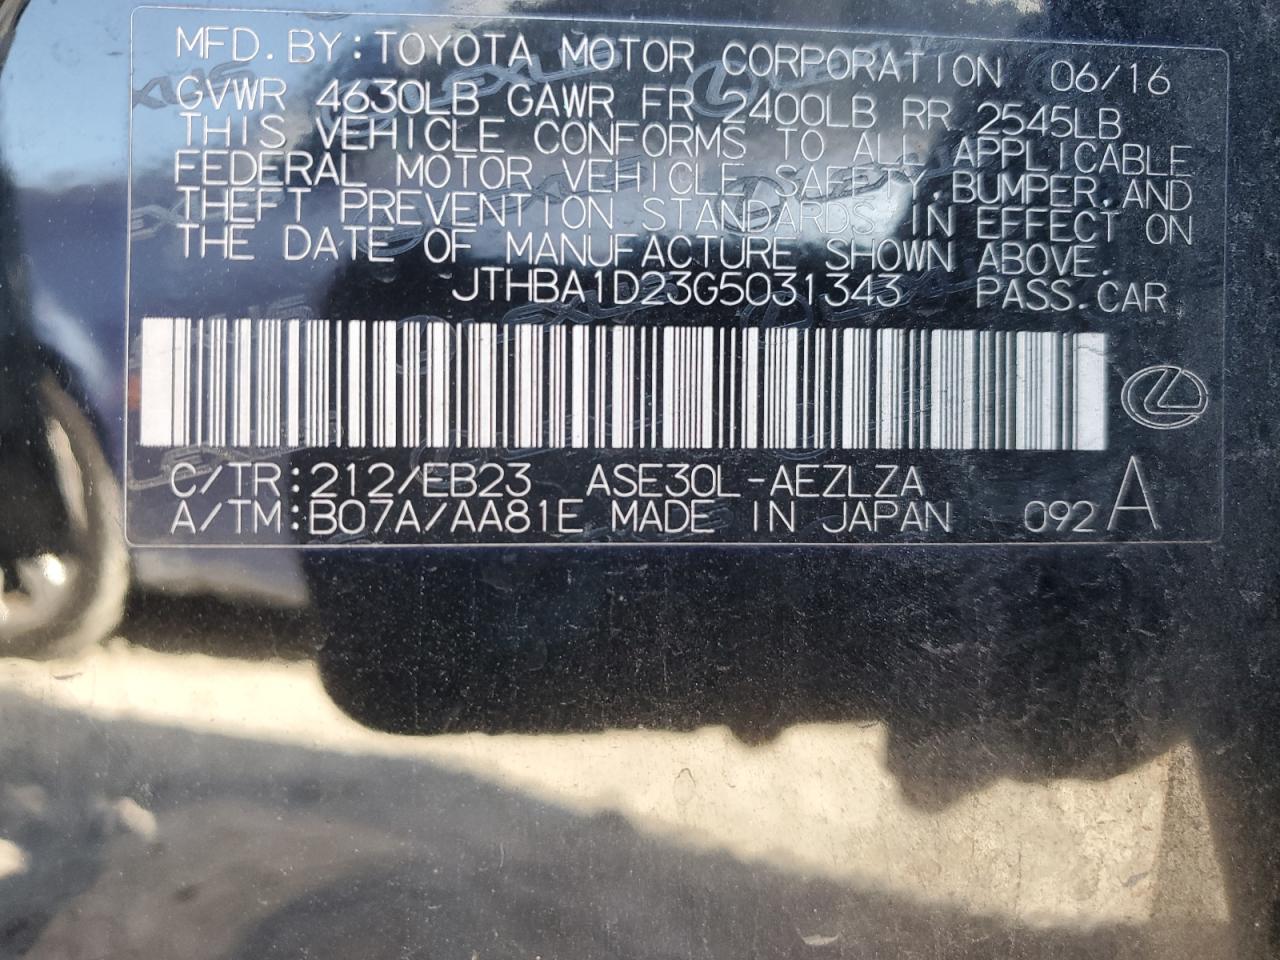 MFD. BY: TOYOTA MOTOR CORPORATION 06/16
GVWR 4630LB GAWR FR 2400LB RR 2545LB
THIS VEHICLE CONFORMS TO ALL APPLICABLE
FEDERAL MOTOR VEHICLE SAFETY, BUMPER, AND
THEFT PREVENTION STANDARDS IN EFFECT ON
THE DATE OF MANUFACTURE SHOWN ABOVE.
JTHBA1D23G5031343 PASS. CAR
C/TR: 212/EB23 ASE30L-AEZLZA
A/TM: B07A/AA81E MADE IN JAPAN 092 A